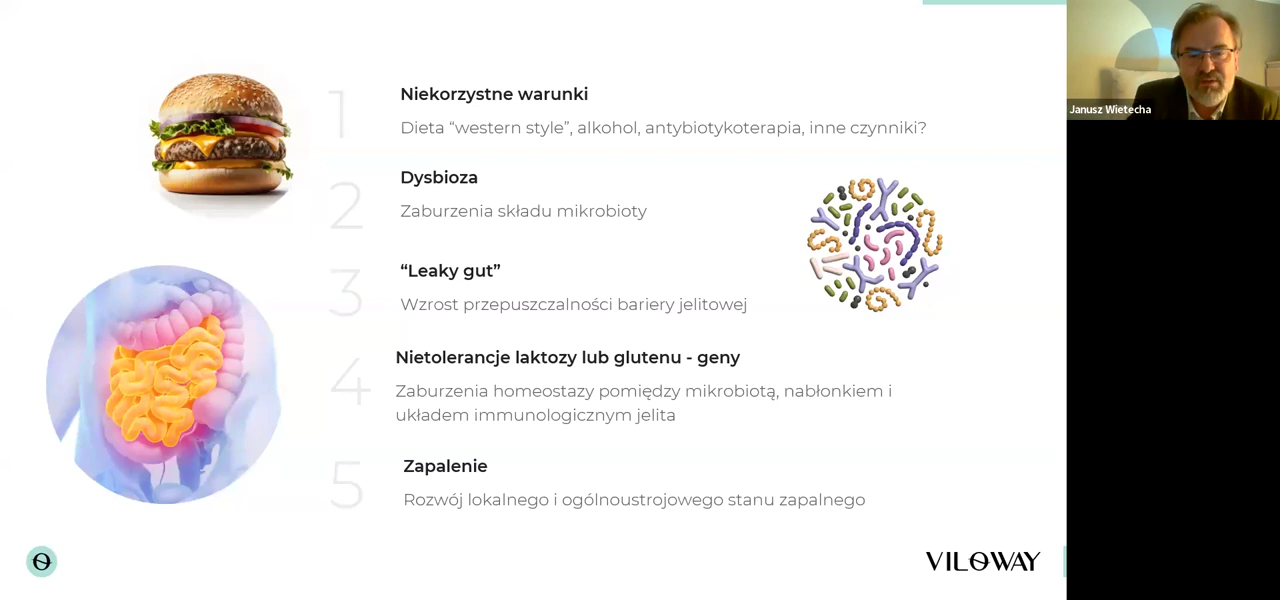 1
Niekorzystne warunki
Dieta “western style”, alkohol, antybiotykoterapia, inne czynniki?
2
Dysbioza
Zaburzenia składu mikrobioty
3
“Leaky gut”
Wzrost przepuszczalności bariery jelitowej
4
Nietolerancje laktozy lub glutenu - geny
Zaburzenia homeostazy pomiędzy mikrobiotą, nabłonkiem i
układem immunologicznym jelita
5
Zapalenie
Rozwój lokalnego i ogólnoustrojowego stanu zapalnego
VILOWAY
Janusz Wietecha